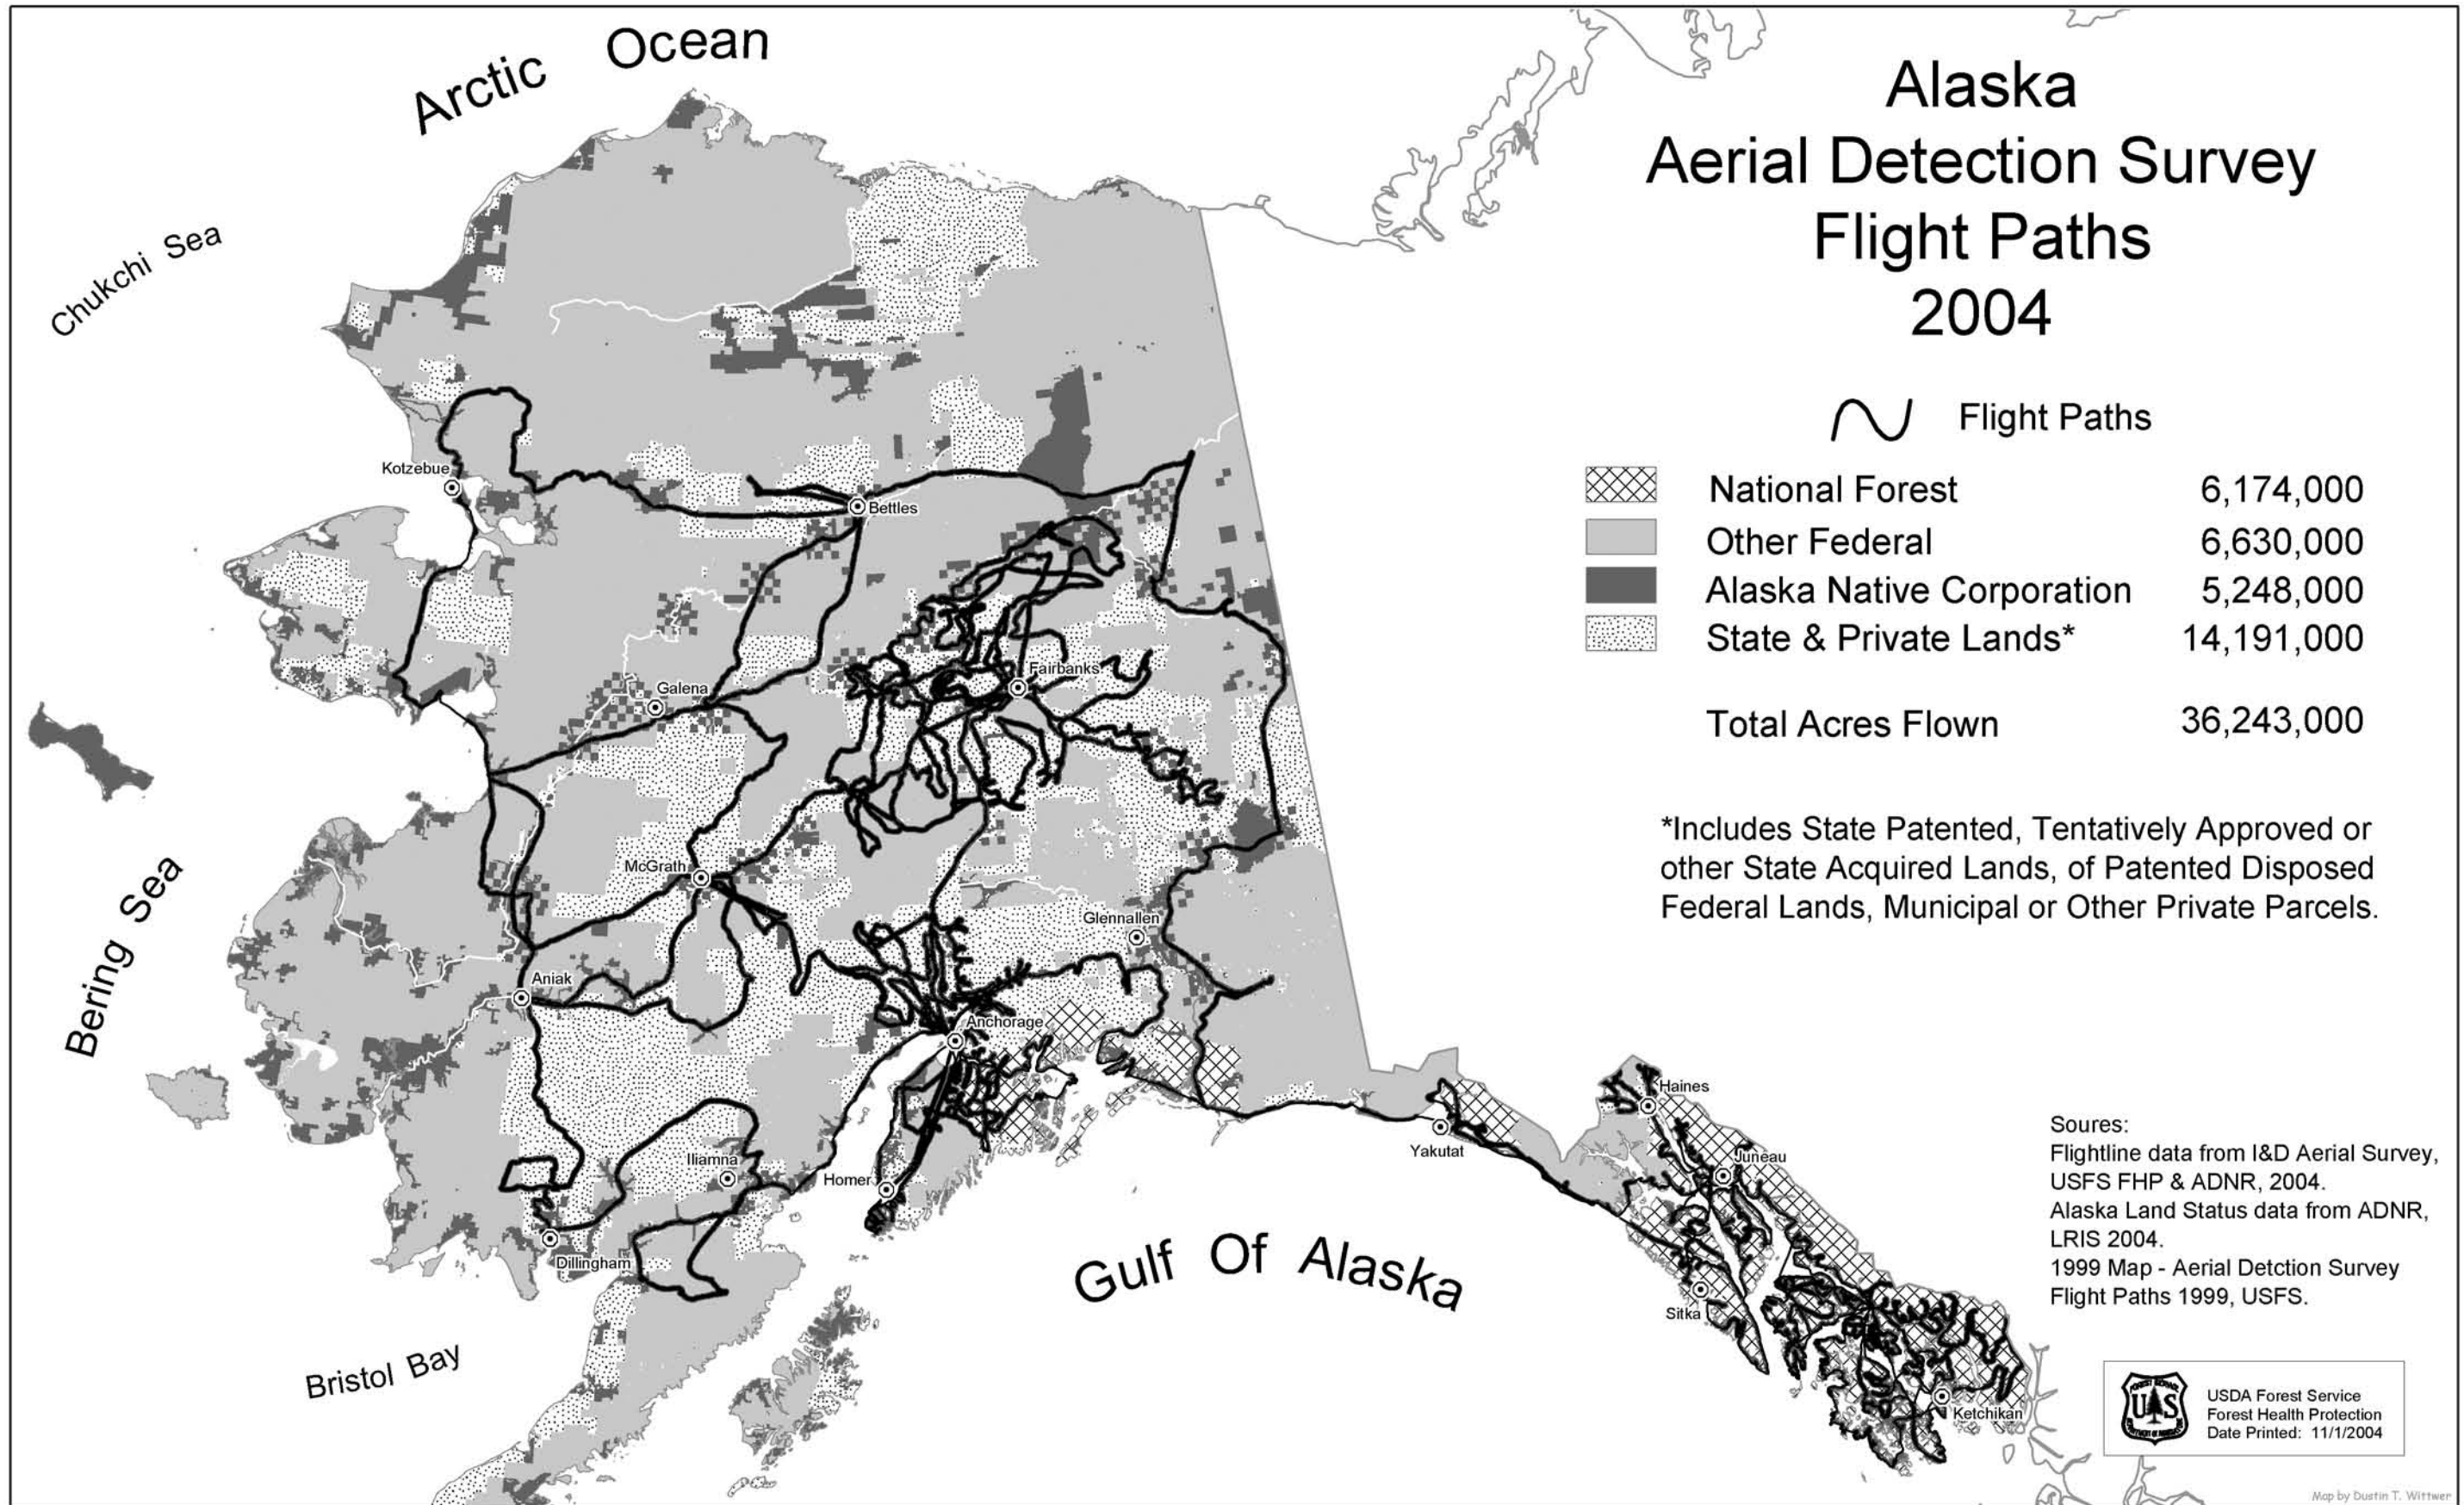 Alaska
Aerial Detection Survey
Flight Paths
2004
Flight Paths
National Forest 6,174,000
Other Federal 6,630,000
Alaska Native Corporation 5,248,000
State & Private Lands* 14,191,000
Total Acres Flown 36,243,000
*Includes State Patented, Tentatively Approved or
other State Acquired Lands, of Patented Disposed
Federal Lands, Municipal or Other Private Parcels.
Arctic Ocean
Chukchi Sea
Kotzebue
Bettles
Fairbanks
Galena
McGrath
Glennallen
Bering Sea
Aniak
Anchorage
Haines
Yakutat
Juneau
Iliamna
Homer
Dillingham
Gulf Of Alaska
Sitka
Bristol Bay
Ketchikan
Soures:
Flightline data from I&D Aerial Survey,
USFS FHP & ADNR, 2004.
Alaska Land Status data from ADNR,
LRIS 2004.
1999 Map - Aerial Detction Survey
Flight Paths 1999, USFS.
FOREST SERVICE
U S
DEPARTMENT OF AGRICULTURE
USDA Forest Service
Forest Health Protection
Date Printed: 11/1/2004
Map by Dustin T. Wittwer